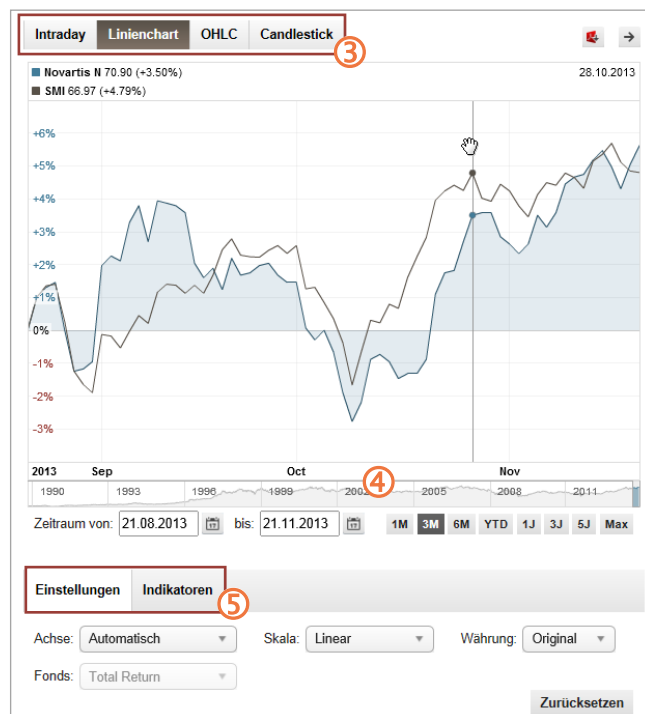 Intraday Linienchart OHLC Candlestick
3
Novartis N 70.90 (+3.50%) 28.10.2013
SMI 66.97 (+4.79%)
+6%
+5%
+4%
+3%
+2%
+1%
0%
-1%
-2%
-3%
2013 Sep Oct Nov
4
1990 1993 1996 1999 2002 2005 2008 2011
Zeitraum von: 21.08.2013 17 bis: 21.11.2013 17 1M 3M 6M YTD 1J 3J 5J Max
Einstellungen Indikatoren
5
Achse: Automatisch Skala: Linear Währung: Original
Fonds: Total Return
Zurücksetzen